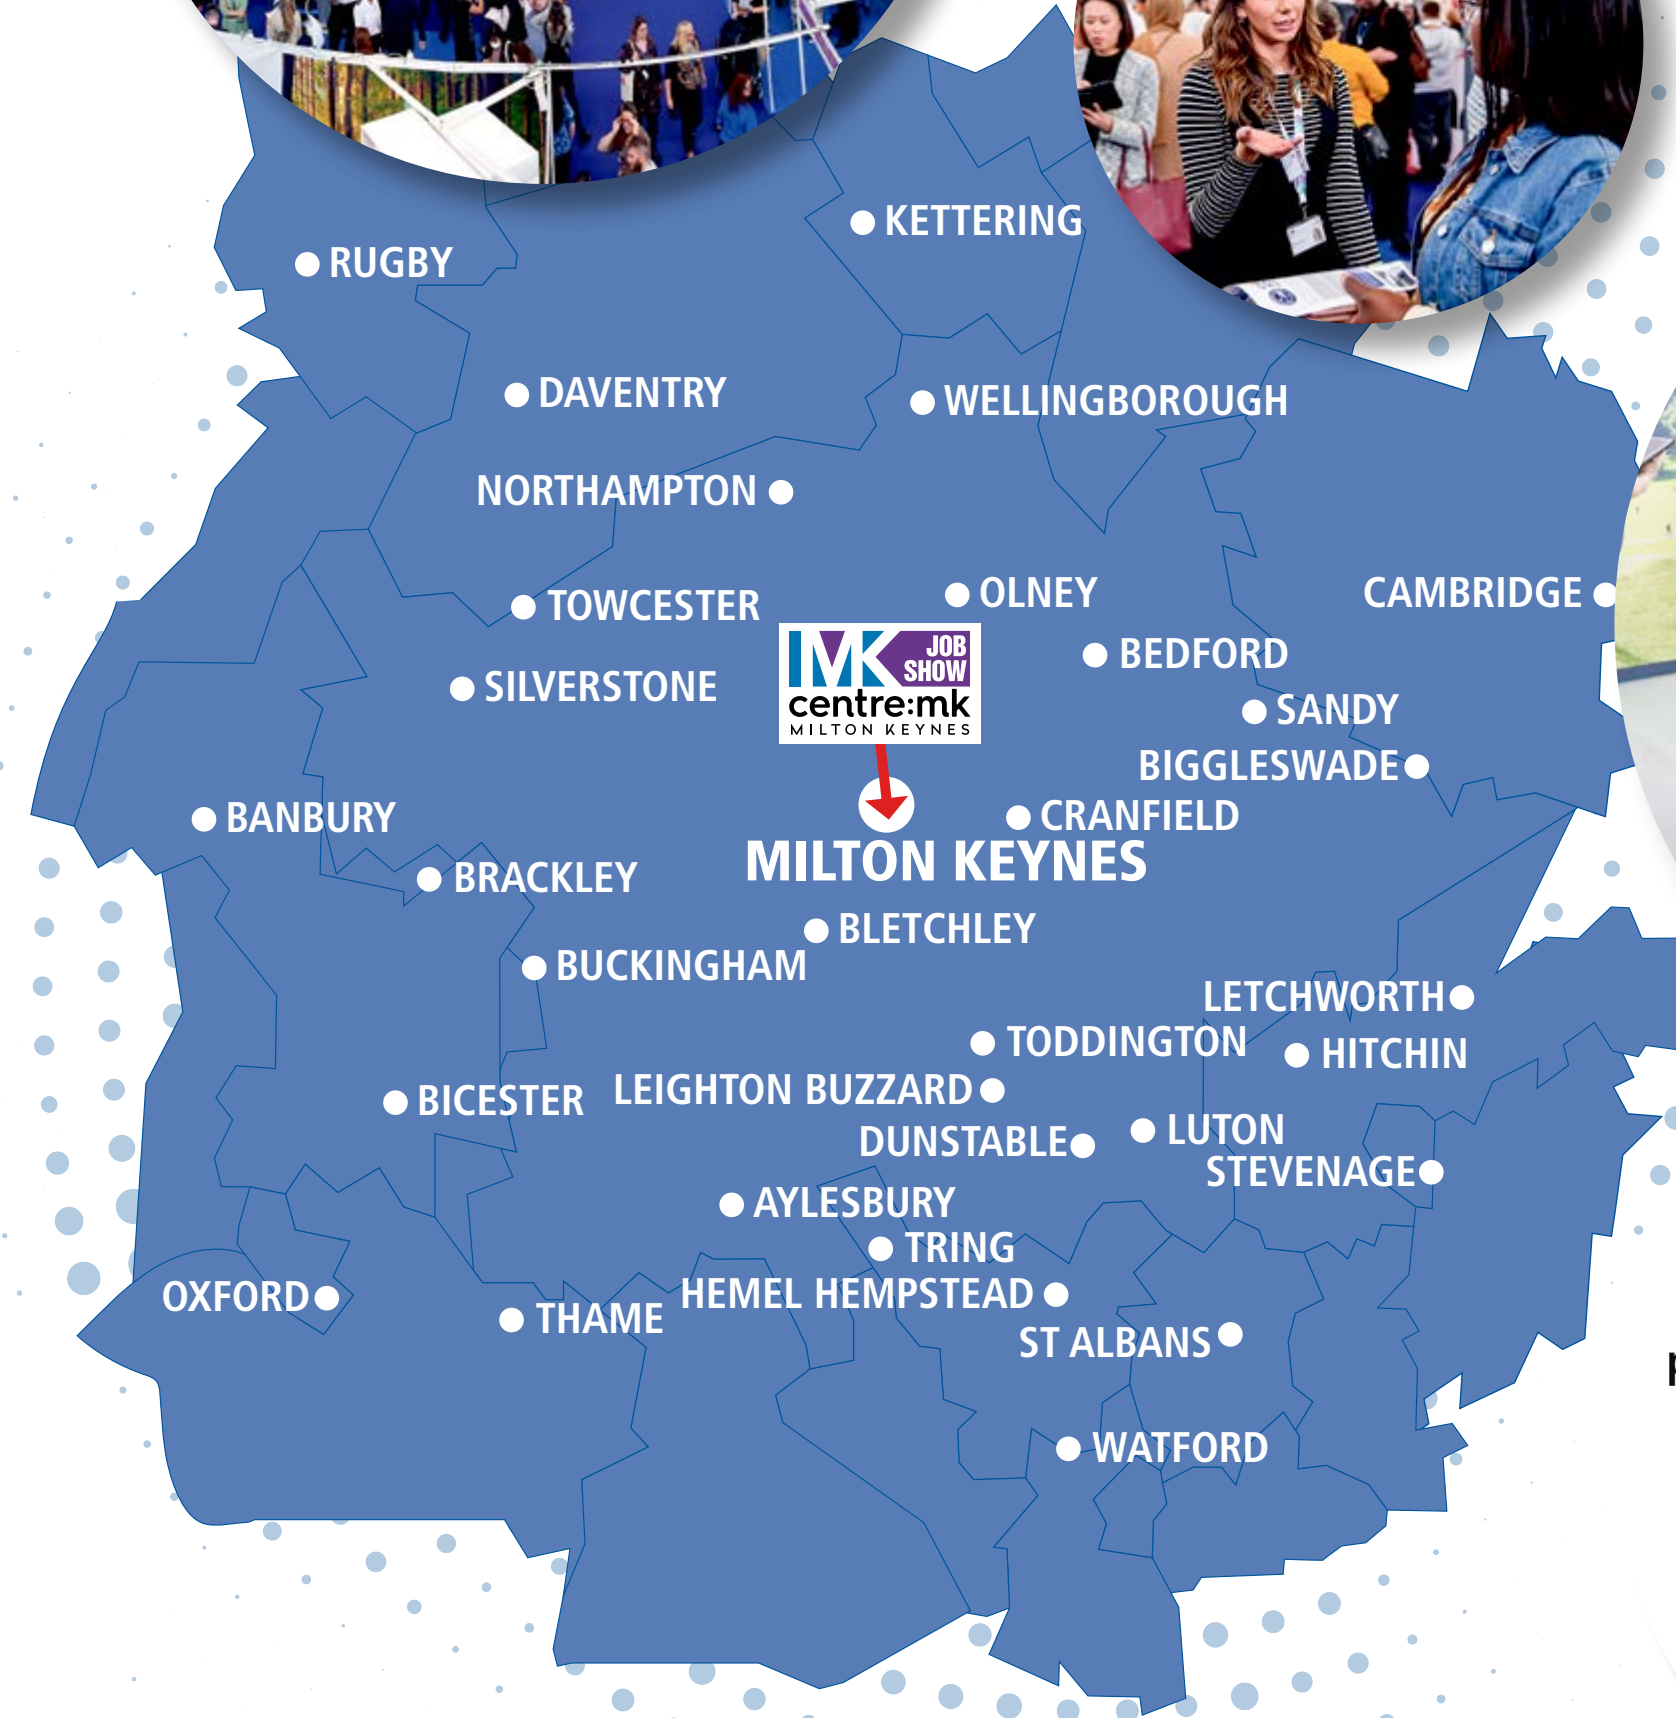 KETTERING
RUGBY
DAVENTRY
WELLINGBOROUGH
NORTHAMPTON
OLNEY
CAMBRIDGE
TOWCESTER
MK JOB
SHOW
centre:mk
MILTON KEYNES
BEDFORD
SILVERSTONE
SANDY
BIGGLESWADE
BANBURY
CRANFIELD
MILTON KEYNES
BRACKLEY
BLETCHLEY
BUCKINGHAM
LETCHWORTH
TODDINGTON
HITCHIN
LEIGHTON BUZZARD
BICESTER
LUTON
DUNSTABLE
STEVENAGE
AYLESBURY
TRING
HEMEL HEMPSTEAD
OXFORD
THAME
ST ALBANS
WATFORD